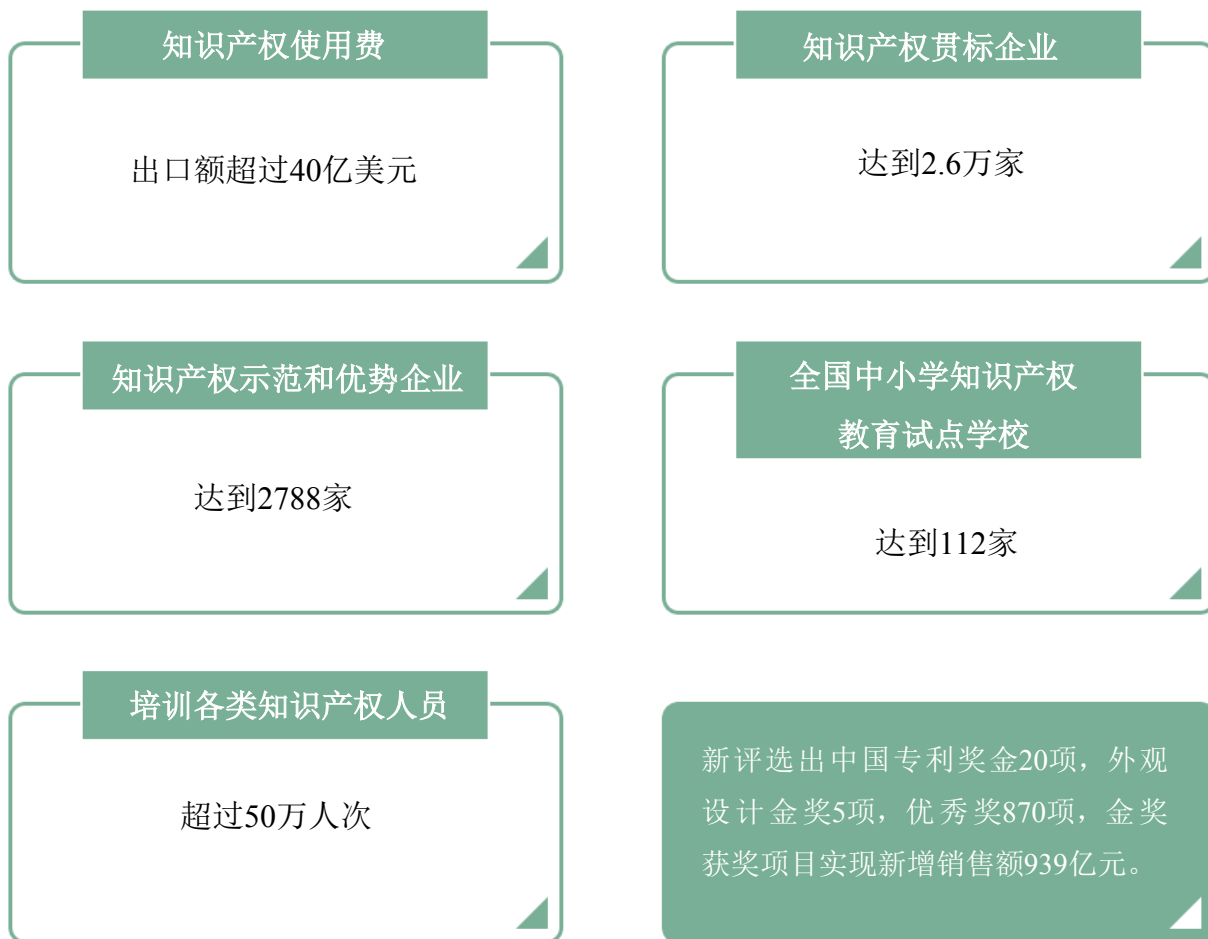 知识产权使用费
出口额超过40亿美元
知识产权贯标企业
达到2.6万家
知识产权示范和优势企业
达到2788家
全国中小学知识产权
教育试点学校
达到112家
培训各类知识产权人员
超过50万人次
新评选出中国专利奖金20项，外观
设计金奖5项，优秀奖870项，金奖
获奖项目实现新增销售额939亿元。